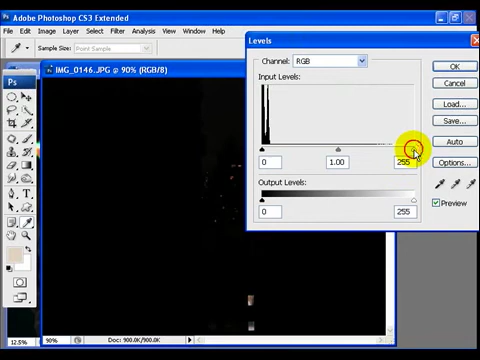 Adobe Photoshop CS3 Extended
File Edit Image Layer Select Filter Analysis View Window Help
Sample Size: Point Sample
Ps
IMG_0146.JPG @ 90% (RGB/8)
Levels
Channel: RGB
Input Levels:
0 1.00 255
Output Levels:
0 255
OK
Cancel
Load...
Save...
Auto
Options...
Preview
T
12.5%
90% Doc: 900.0K/900.0K